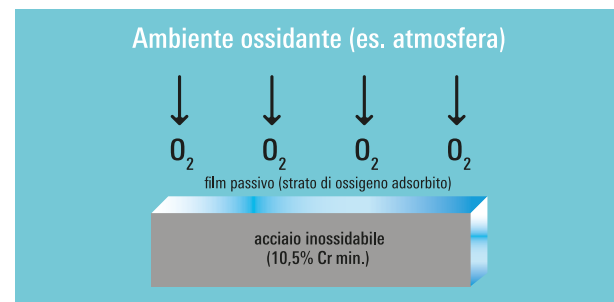 Ambiente ossidante (es. atmosfera)
O₂ O₂ O₂ O₂
film passivo (strato di ossigeno adsorbito)
acciaio inossidabile
(10,5% Cr min.)